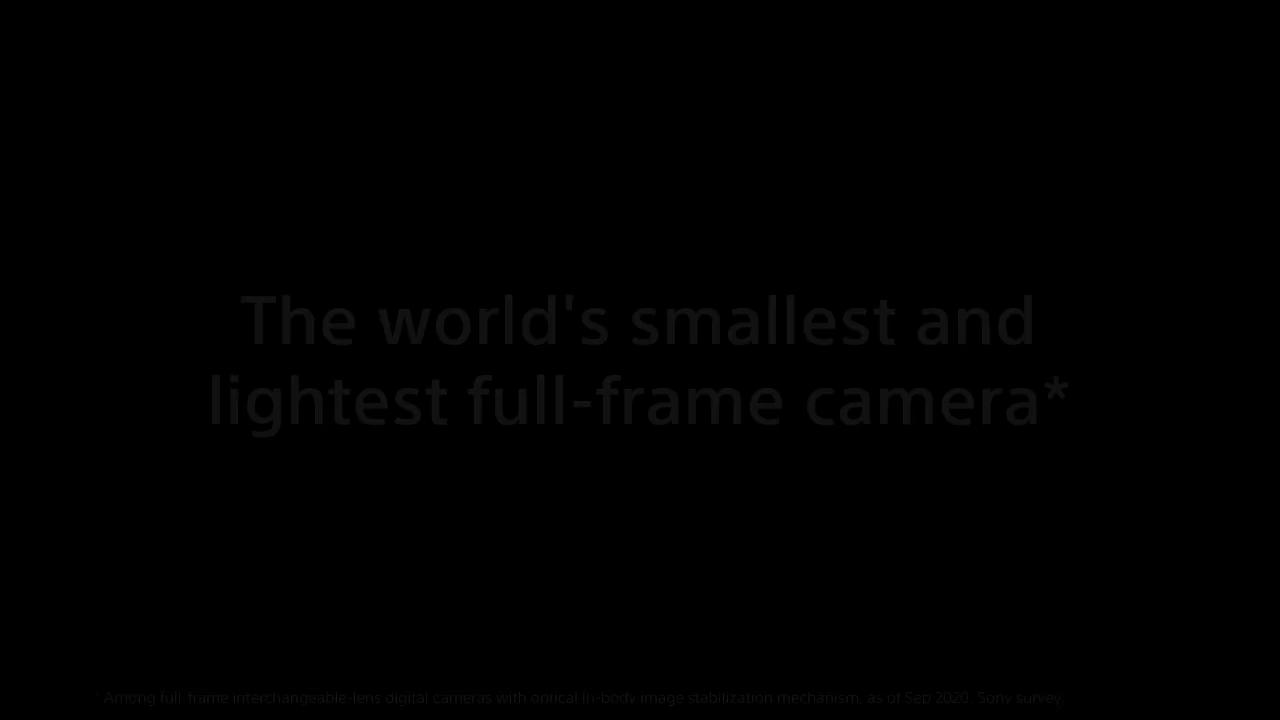 The world's smallest and
lightest full-frame camera*
* Among full-frame interchangeable-lens digital cameras with optical in-body image stabilization mechanism, as of Sep 2020. Sony survey.